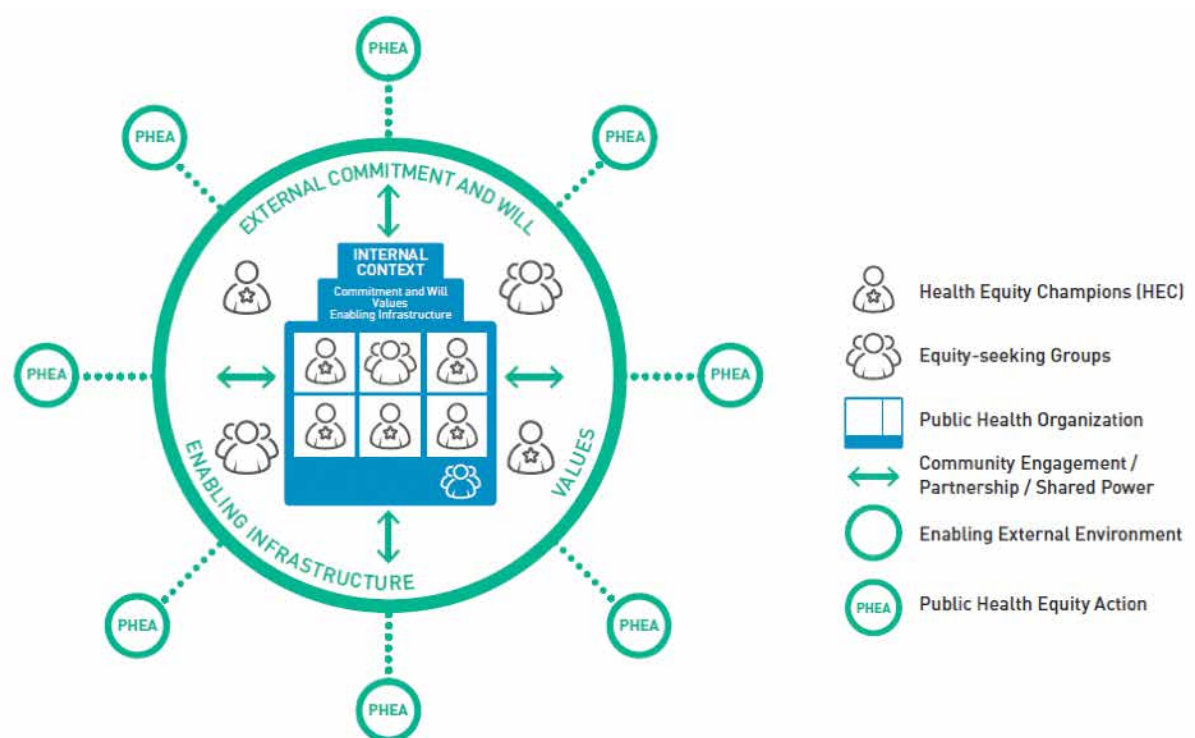 PHEA
PHEA
PHEA
EXTERNAL COMMITMENT AND WILL
INTERNAL
CONTEXT
Commitment and Will
Values
Enabling Infrastructure
PHEA
PHEA
ENABLING INFRASTRUCTURE
VALUES
PHEA
PHEA
PHEA
Health Equity Champions (HEC)
Equity-seeking Groups
Public Health Organization
Community Engagement /
Partnership / Shared Power
Enabling External Environment
PHEA
Public Health Equity Action